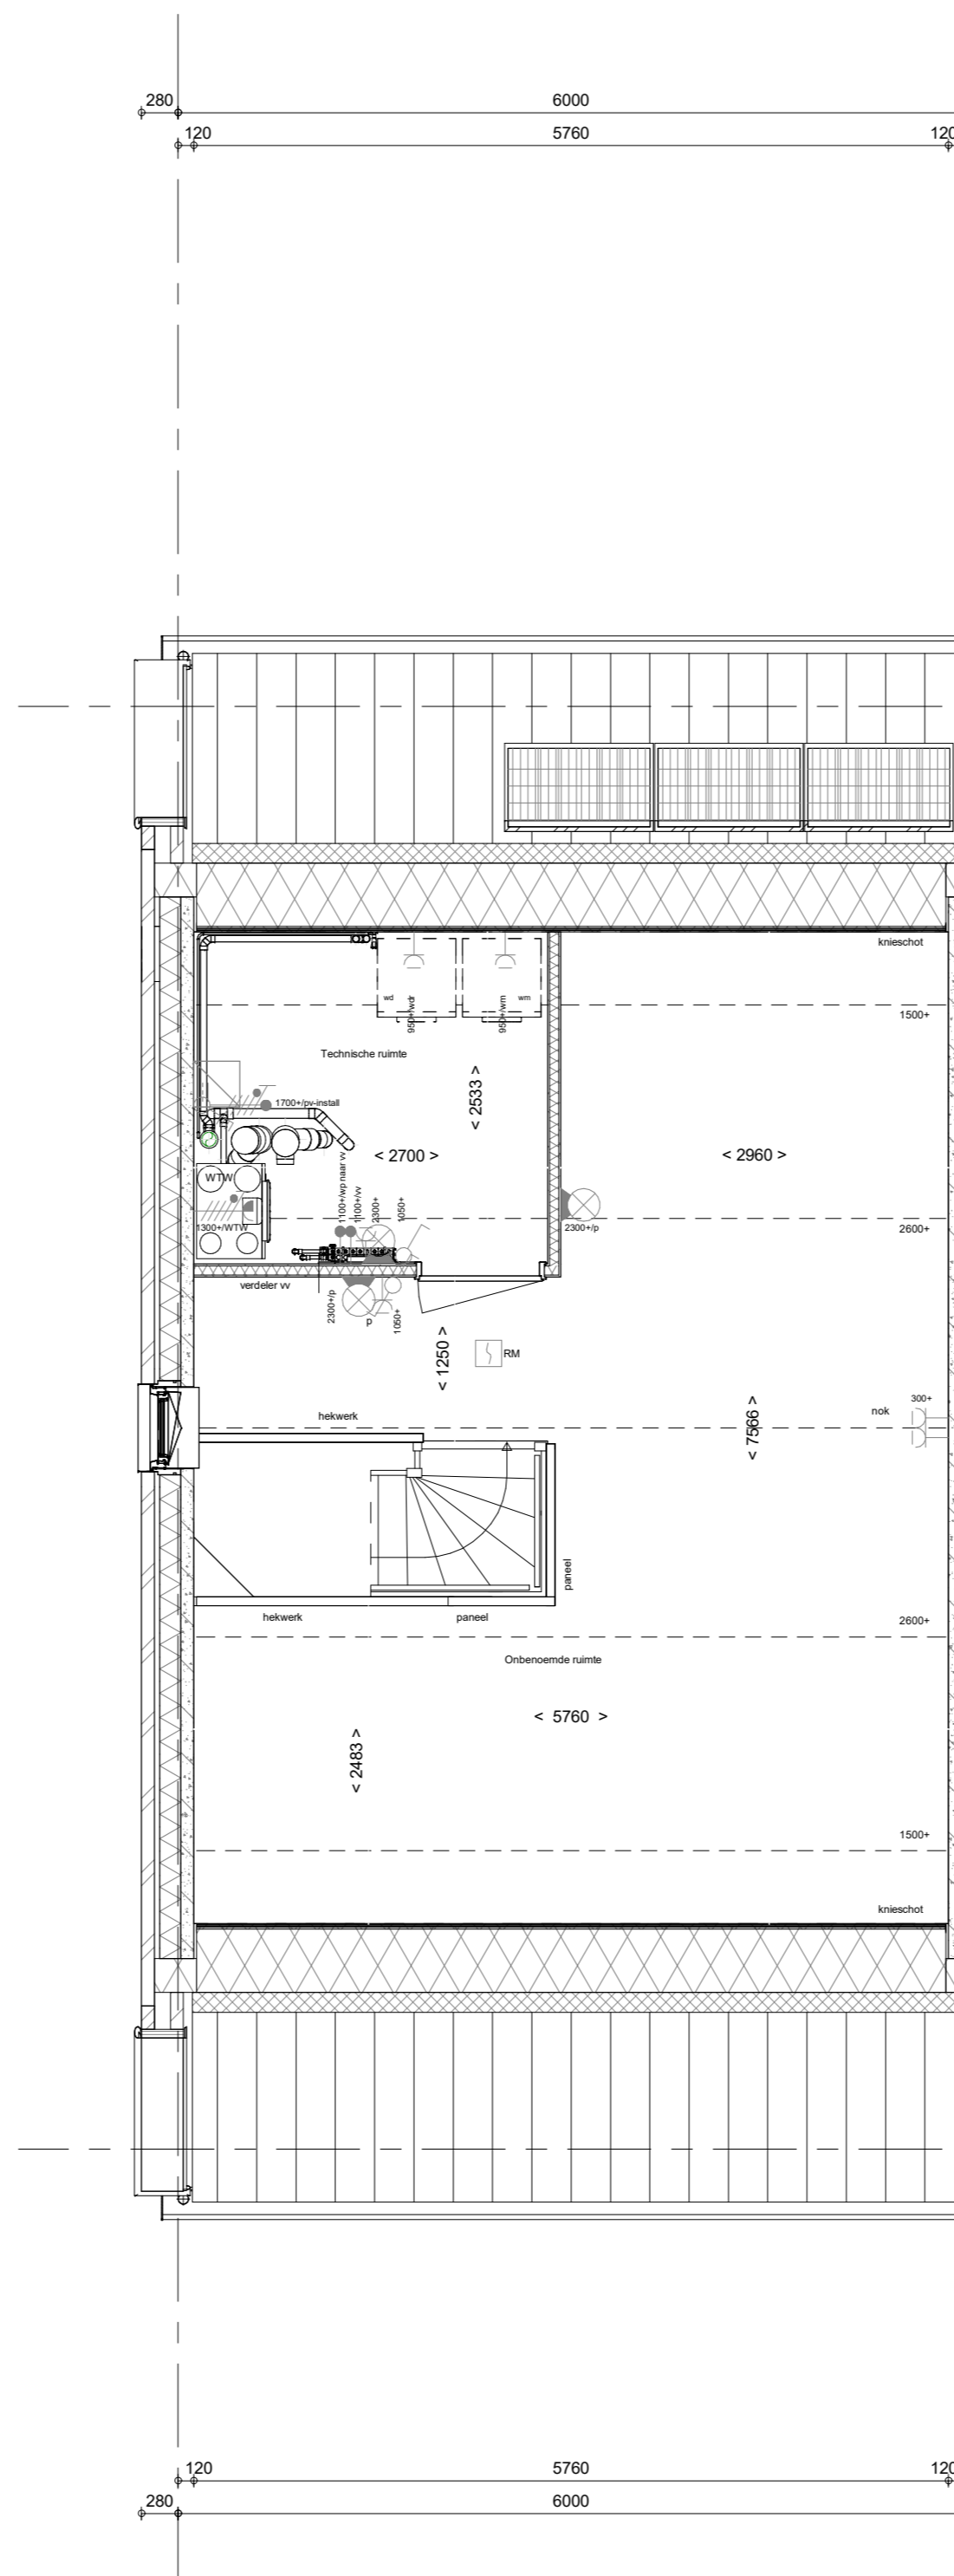 280 6000
120 5760 120
knieschot
wd 950+/wdr 950+/wm wm
1500+
Technische ruimte
< 2533 >
1700+/pv-install
< 2700 >
< 2960 >
WTW
1300+/WTW
1100+/wp naar vv
1100+/vv
2300+
1050+
2300+/p
2600+
verdeler vv
2300+/p
p
1050+
< 1250 >
RM
hekwerk
< 7566 >
nok
300+
paneel
hekwerk
paneel
2600+
Onbenoemde ruimte
< 5760 >
< 2483 >
1500+
knieschot
120 5760 120
280 6000